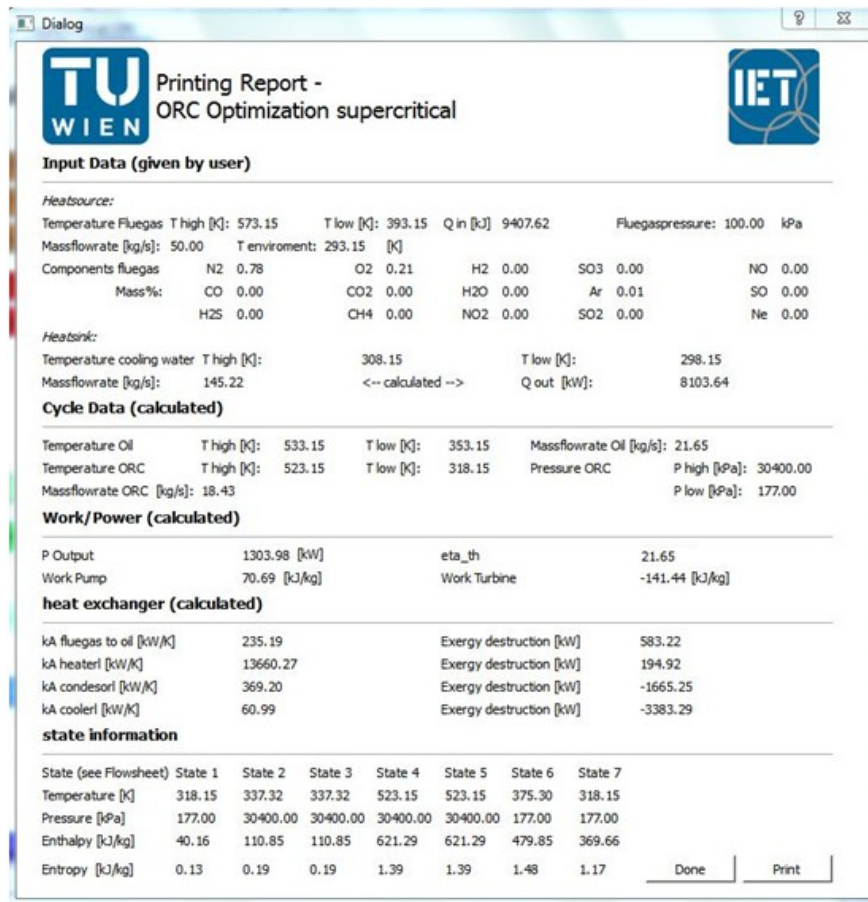 Dialog
TU
WIEN
Printing Report -
ORC Optimization supercritical
IET
Input Data (given by user)
Heatsource:
Temperature Fluegas T high [K]: 573.15 T low [K]: 393.15 Q in [kJ] 9407.62 Fluegaspressure: 100.00 kPa
Massflowrate [kg/s]: 50.00 T enviroment: 293.15 [K]
Components fluegas N2 0.78 O2 0.21 H2 0.00 SO3 0.00 NO 0.00
Mass%: CO 0.00 CO2 0.00 H2O 0.00 Ar 0.01 SO 0.00
H2S 0.00 CH4 0.00 NO2 0.00 SO2 0.00 Ne 0.00
Heatsink:
Temperature cooling water T high [K]: 308.15 T low [K]: 298.15
Massflowrate [kg/s]: 145.22 <-- calculated --> Q out [kW]: 8103.64
Cycle Data (calculated)
Temperature Oil T high [K]: 533.15 T low [K]: 353.15 Massflowrate Oil [kg/s]: 21.65
Temperature ORC T high [K]: 523.15 T low [K]: 318.15 Pressure ORC P high [kPa]: 30400.00
Massflowrate ORC [kg/s]: 18.43 P low [kPa]: 177.00
Work/Power (calculated)
P Output 1303.98 [kW] eta_th 21.65
Work Pump 70.69 [kJ/kg] Work Turbine -141.44 [kJ/kg]
heat exchanger (calculated)
kA fluegas to oil [kW/K] 235.19 Exergy destruction [kW] 583.22
kA heaterl [kW/K] 13660.27 Exergy destruction [kW] 194.92
kA condesorl [kW/K] 369.20 Exergy destruction [kW] -1665.25
kA coolerl [kW/K] 60.99 Exergy destruction [kW] -3383.29
state information
State (see Flowsheet) State 1 State 2 State 3 State 4 State 5 State 6 State 7
Temperature [K] 318.15 337.32 337.32 523.15 523.15 375.30 318.15
Pressure [kPa] 177.00 30400.00 30400.00 30400.00 30400.00 177.00 177.00
Enthalpy [kJ/kg] 40.16 110.85 110.85 621.29 621.29 479.85 369.66
Entropy [kJ/kg] 0.13 0.19 0.19 1.39 1.39 1.48 1.17 Done Print